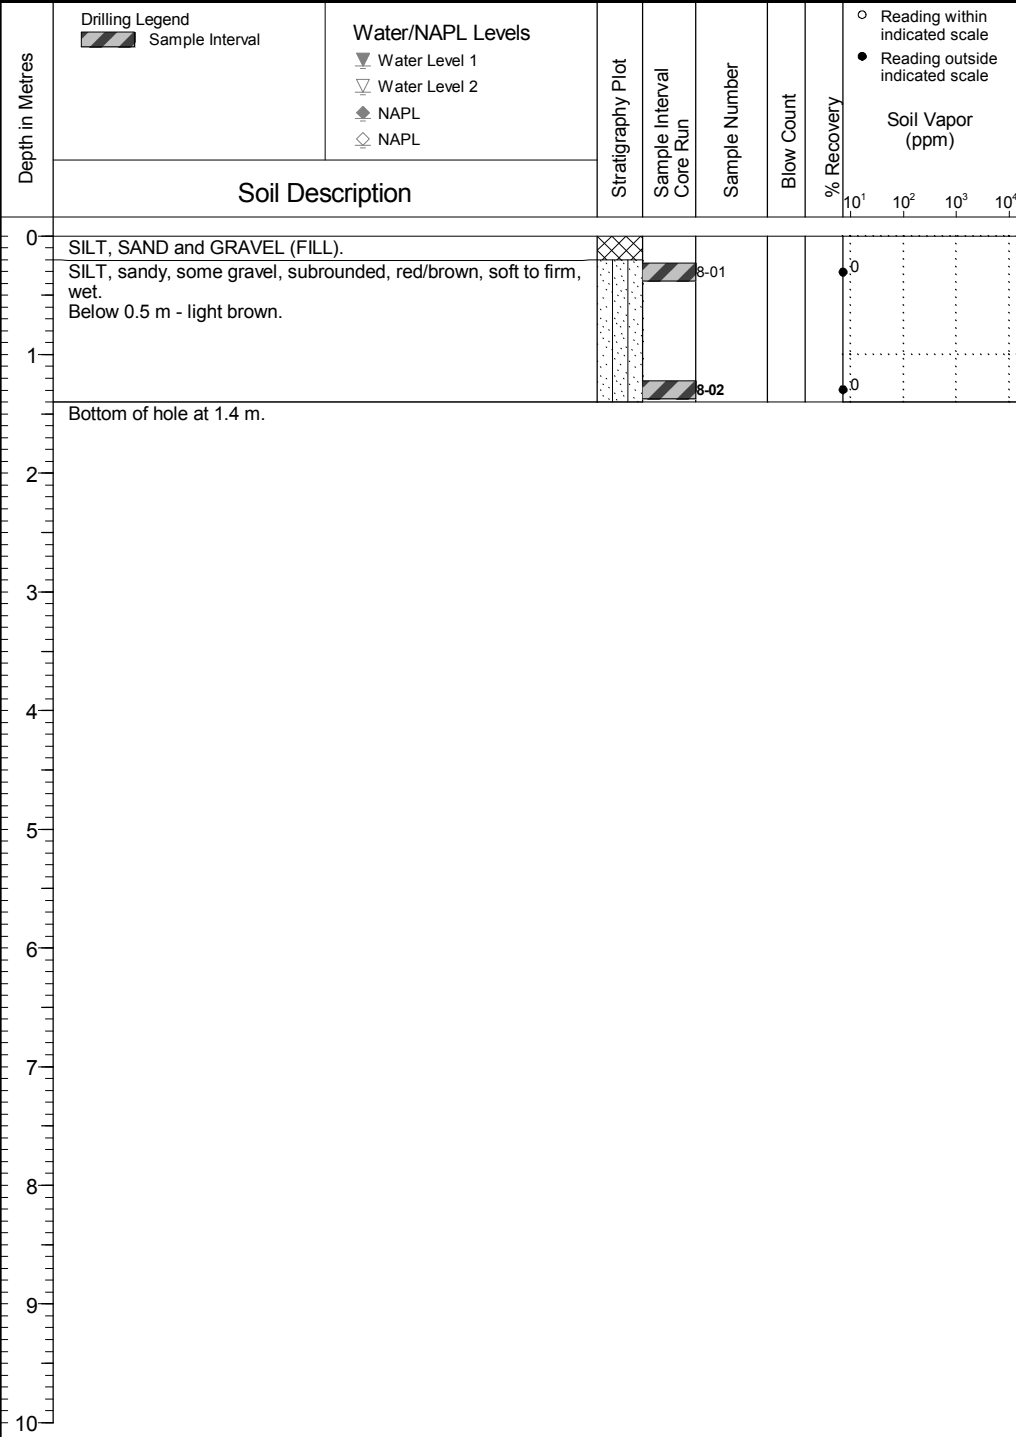 Drilling Legend
Sample Interval
Water/NAPL Levels
Water Level 1
Water Level 2
NAPL
NAPL
Depth in Metres
Soil Description
Stratigraphy Plot
Sample Interval
Core Run
Sample Number
Blow Count
% Recovery
Reading within
indicated scale
Reading outside
indicated scale
Soil Vapor
(ppm)
10¹ 10² 10³ 10⁴
0
SILT, SAND and GRAVEL (FILL).
SILT, sandy, some gravel, subrounded, red/brown, soft to firm,
wet.
Below 0.5 m - light brown.
8-01
0
1
8-02
0
Bottom of hole at 1.4 m.
2
3
4
5
6
7
8
9
10